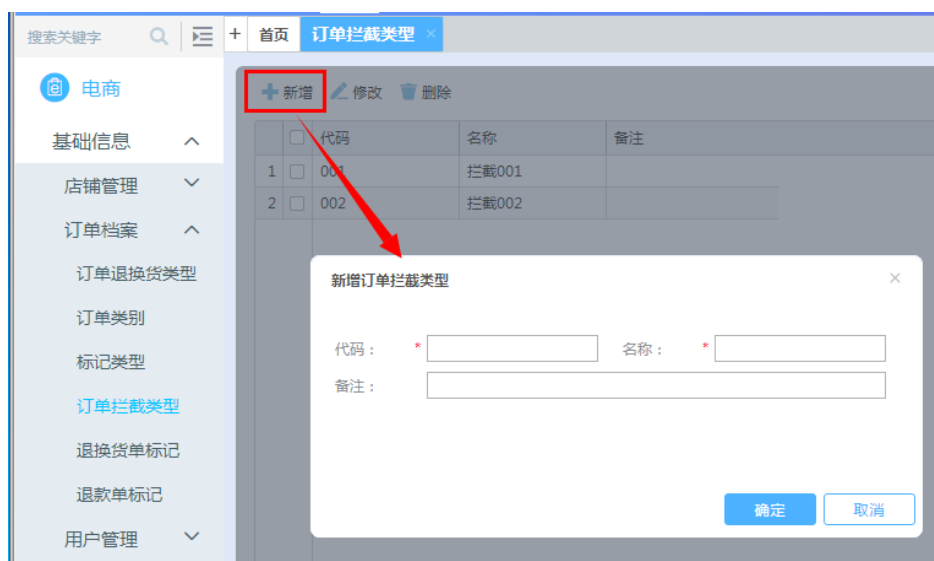 搜索关键字
+ 首页 订单拦截类型 ×
电商
基础信息
店铺管理
订单档案
订单退换货类型
订单类别
标记类型
订单拦截类型
退换货单标记
退款单标记
用户管理
新增 修改 删除
代码 名称 备注
1 001 拦截001
2 002 拦截002
新增订单拦截类型 ×
代码： * 名称： *
备注：
确定 取消